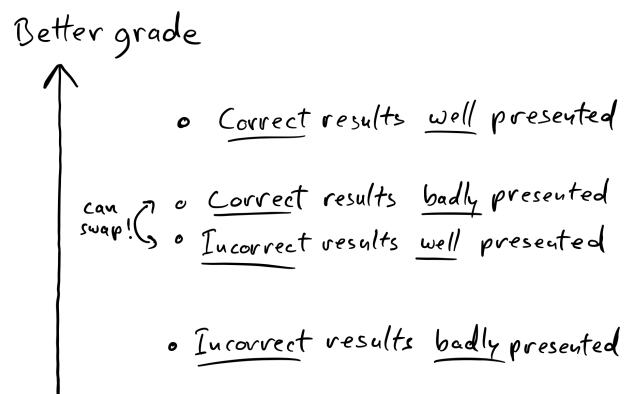 Better grade
• Correct results well presented
• Correct results badly presented
can
swap!
• Incorrect results well presented
• Incorrect results badly presented